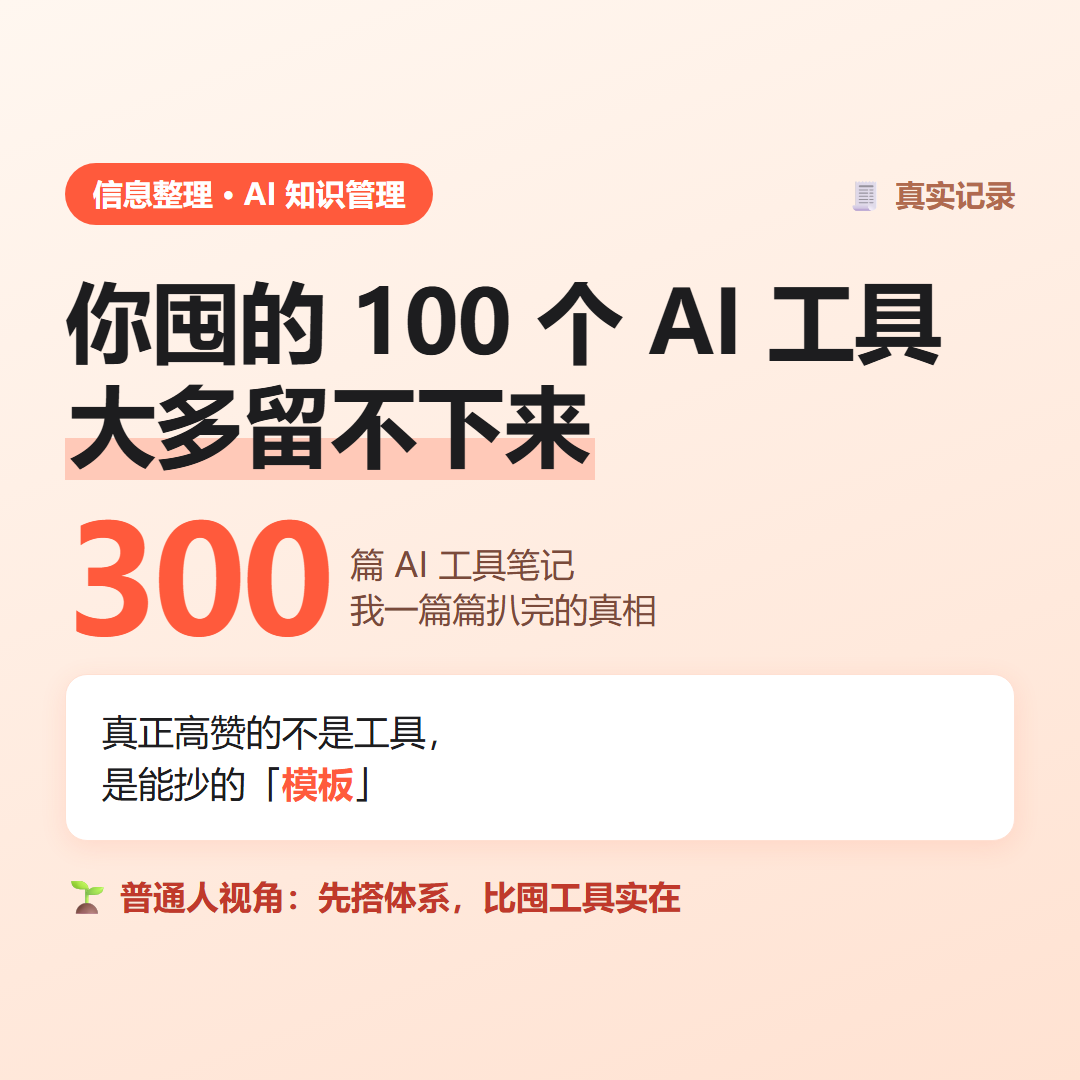 信息整理 · AI 知识管理
真实记录
你囤的 100 个 AI 工具
大多留不下来
300
篇 AI 工具笔记
我一篇篇扒完的真相
真正高赞的不是工具，
是能抄的「模板」
普通人视角：先搭体系，比囤工具实在